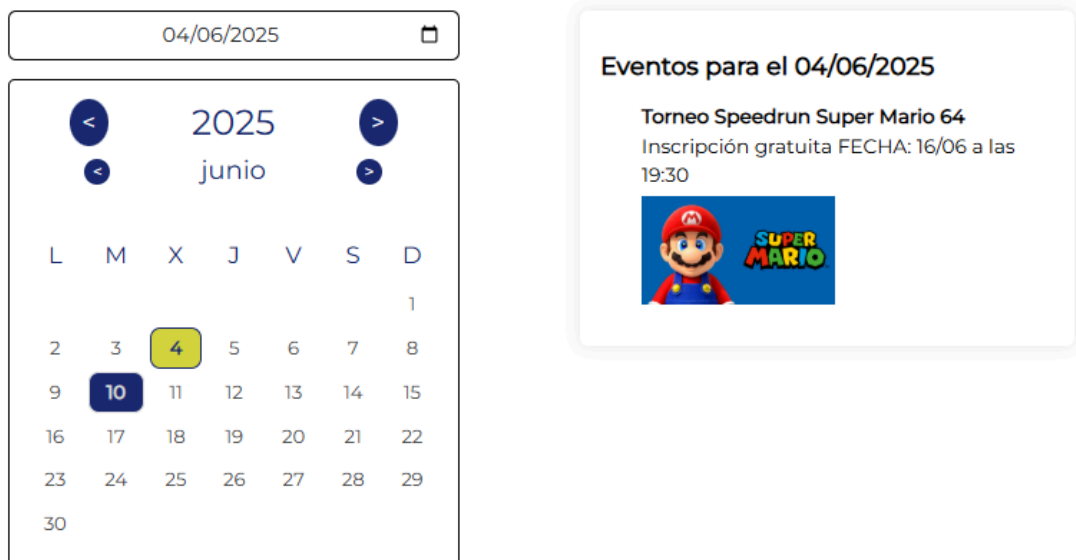 04/06/2025
< 2025 >
< junio >
L M X J V S D
1
2 3 4 5 6 7 8
9 10 11 12 13 14 15
16 17 18 19 20 21 22
23 24 25 26 27 28 29
30
Eventos para el 04/06/2025
Torneo Speedrun Super Mario 64
Inscripción gratuita FECHA: 16/06 a las
19:30
M
SUPER
MARIO